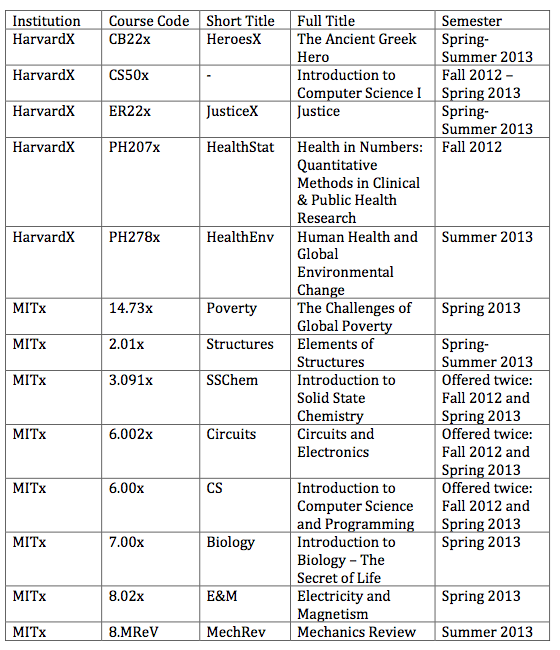 Institution Course Code Short Title Full Title Semester
HarvardX CB22x HeroesX The Ancient Greek Spring-
Hero Summer 2013
HarvardX CS50x - Introduction to Fall 2012 –
Computer Science I Spring 2013
HarvardX ER22x JusticeX Justice Spring-
Summer 2013
HarvardX PH207x HealthStat Health in Numbers: Fall 2012
Quantitative
Methods in Clinical
& Public Health
Research
HarvardX PH278x HealthEnv Human Health and Summer 2013
Global
Environmental
Change
MITx 14.73x Poverty The Challenges of Spring 2013
Global Poverty
MITx 2.01x Structures Elements of Spring-
Structures Summer 2013
MITx 3.091x SSChem Introduction to Offered twice:
Solid State Fall 2012 and
Chemistry Spring 2013
MITx 6.002x Circuits Circuits and Offered twice:
Electronics Fall 2012 and
Spring 2013
MITx 6.00x CS Introduction to Offered twice:
Computer Science Fall 2012 and
and Programming Spring 2013
MITx 7.00x Biology Introduction to Spring 2013
Biology – The
Secret of Life
MITx 8.02x E&M Electricity and Spring 2013
Magnetism
MITx 8.MReV MechRev Mechanics Review Summer 2013